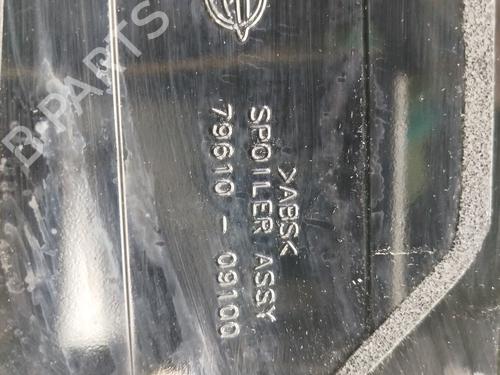 >ABS<
SPOILER ASSY
79610-09100
B-PARTS